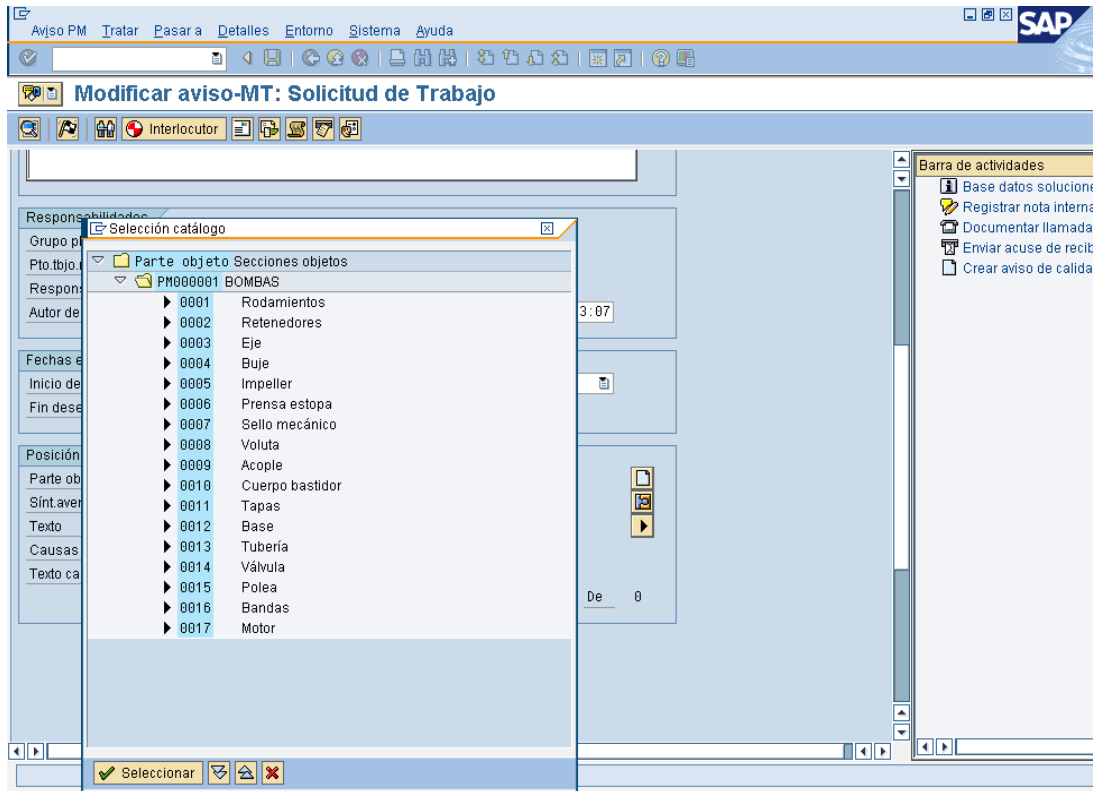 Aviso PM Tratar Pasar a Detalles Entorno Sistema Ayuda
SAP
Modificar aviso-MT: Solicitud de Trabajo
Interlocutor
Responsabilidades
Grupo p
Pto.tbjo.
Respons
Autor de
3:07
Fechas e
Inicio de
Fin dese
Posición
Parte ob
Sínt.aver
Texto
Causas
Texto ca
De 0
Selección catálogo
Parte objeto Secciones objetos
PM000001 BOMBAS
0001 Rodamientos
0002 Retenedores
0003 Eje
0004 Buje
0005 Impeller
0006 Prensa estopa
0007 Sello mecánico
0008 Voluta
0009 Acople
0010 Cuerpo bastidor
0011 Tapas
0012 Base
0013 Tubería
0014 Válvula
0015 Polea
0016 Bandas
0017 Motor
Seleccionar
Barra de actividades
Base datos solucione
Registrar nota interna
Documentar llamada
Enviar acuse de recib
Crear aviso de calida